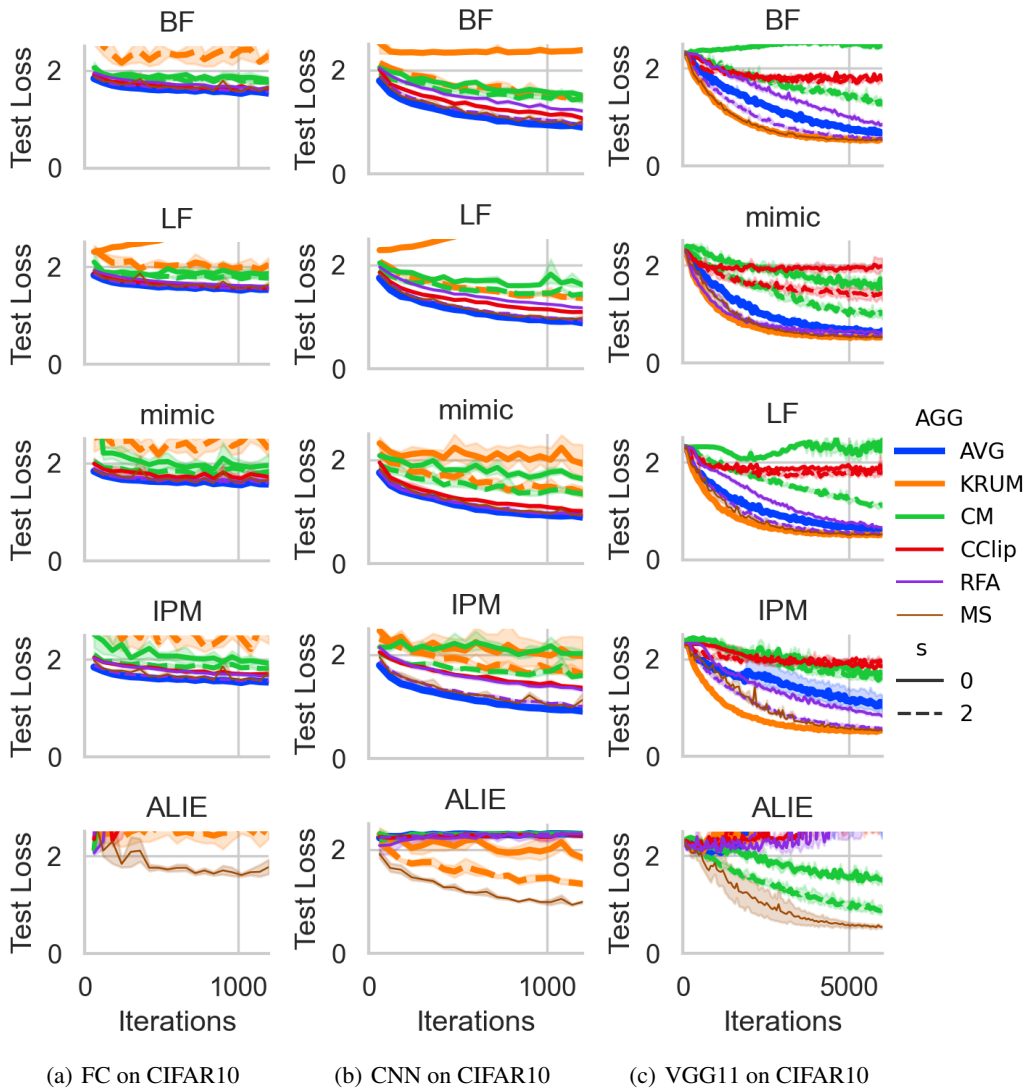 BF
BF
BF
Test Loss
2
0
Test Loss
2
0
Test Loss
2
0
LF
LF
mimic
Test Loss
2
0
Test Loss
2
0
Test Loss
2
0
mimic
mimic
LF
Test Loss
2
0
Test Loss
2
0
Test Loss
2
0
AGG
AVG
KRUM
CM
CClip
RFA
MS
s
0
2
IPM
IPM
IPM
Test Loss
2
0
Test Loss
2
0
Test Loss
2
0
ALIE
ALIE
ALIE
Test Loss
2
0
Test Loss
2
0
Test Loss
2
0
0 1000
0 1000
0 5000
Iterations
Iterations
Iterations
(a) FC on CIFAR10
(b) CNN on CIFAR10
(c) VGG11 on CIFAR10